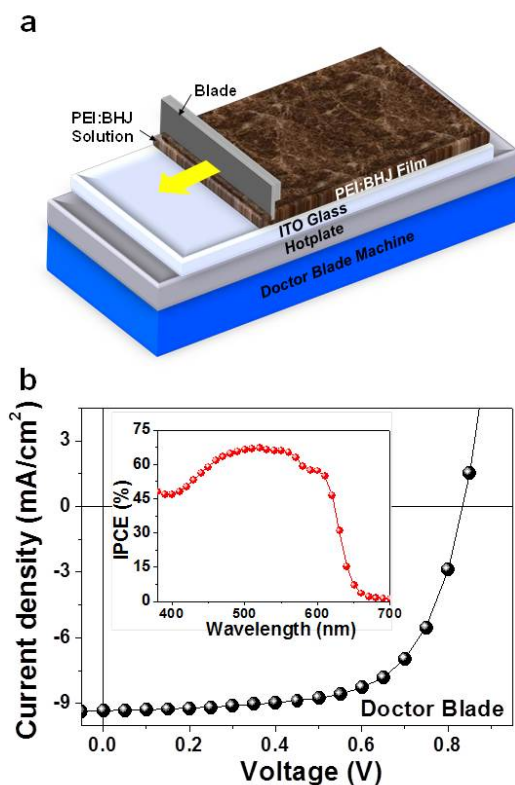 a
Blade
PEI:BHJ
Solution
PEI:BHJ Film
ITO Glass
Hotplate
Doctor Blade Machine
b
Current density (mA/cm²)
3
0
-3
-6
-9
IPCE (%)
75
60
45
30
15
0
400 500 600 700
Wavelength (nm)
Doctor Blade
0.0 0.2 0.4 0.6 0.8
Voltage (V)